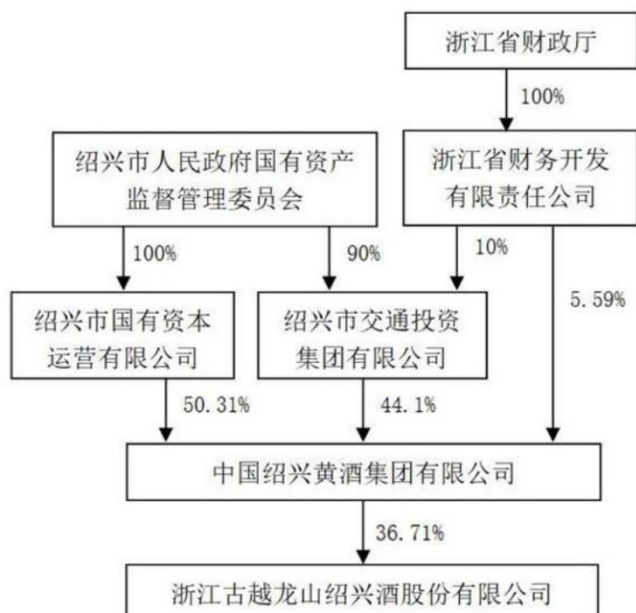 浙江省财政厅
100%
绍兴市人民政府国有资产
监督管理委员会
浙江省财务开发
有限责任公司
100%
90%
10%
5.59%
绍兴市国有资本
运营有限公司
绍兴市交通投资
集团有限公司
50.31%
44.1%
中国绍兴黄酒集团有限公司
36.71%
浙江古越龙山绍兴酒股份有限公司